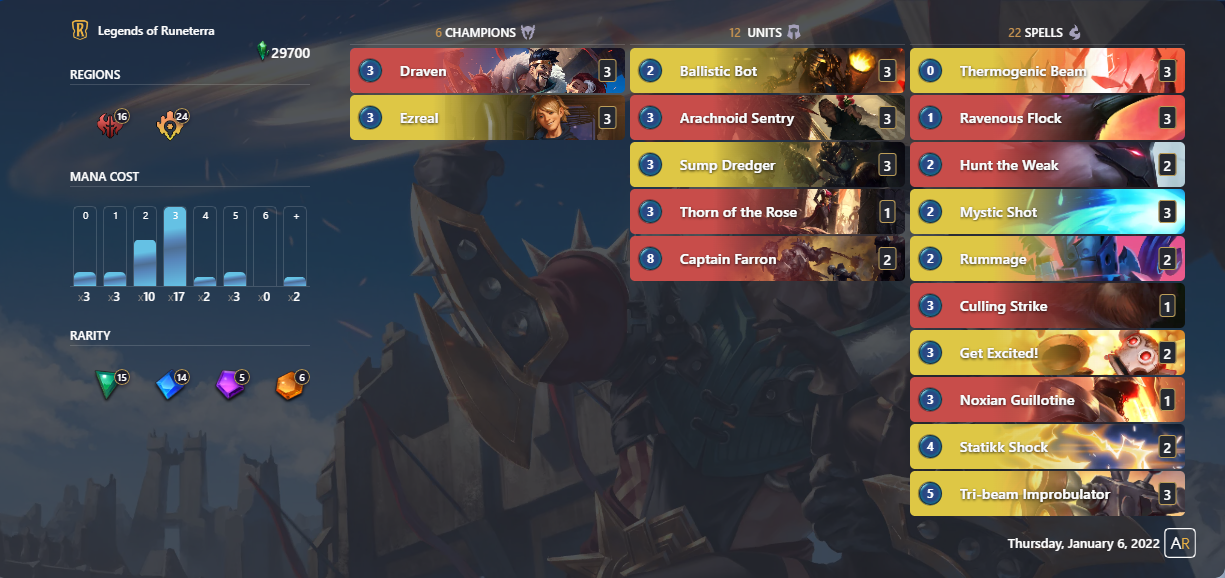 Legends of Runeterra
29700
REGIONS
16
24
MANA COST
0 1 2 3 4 5 6 +
x3 x3 x10 x17 x2 x3 x0 x2
RARITY
15
14
5
6
6 CHAMPIONS
3 Draven 3
3 Ezreal 3
12 UNITS
2 Ballistic Bot 3
3 Arachnoid Sentry 3
3 Sump Dredger 3
3 Thorn of the Rose 1
8 Captain Farron 2
22 SPELLS
0 Thermogenic Beam 3
1 Ravenous Flock 3
2 Hunt the Weak 2
2 Mystic Shot 3
2 Rummage 2
3 Culling Strike 1
3 Get Excited! 2
3 Noxian Guillotine 1
4 Statikk Shock 2
5 Tri-beam Improbulator 3
Thursday, January 6, 2022 AR